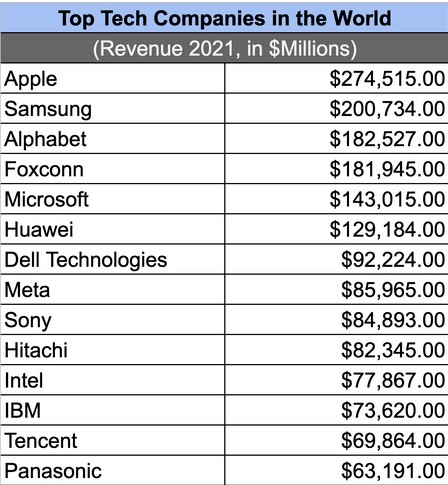 Top Tech Companies in the World
(Revenue 2021, in $Millions)
Apple $274,515.00
Samsung $200,734.00
Alphabet $182,527.00
Foxconn $181,945.00
Microsoft $143,015.00
Huawei $129,184.00
Dell Technologies $92,224.00
Meta $85,965.00
Sony $84,893.00
Hitachi $82,345.00
Intel $77,867.00
IBM $73,620.00
Tencent $69,864.00
Panasonic $63,191.00